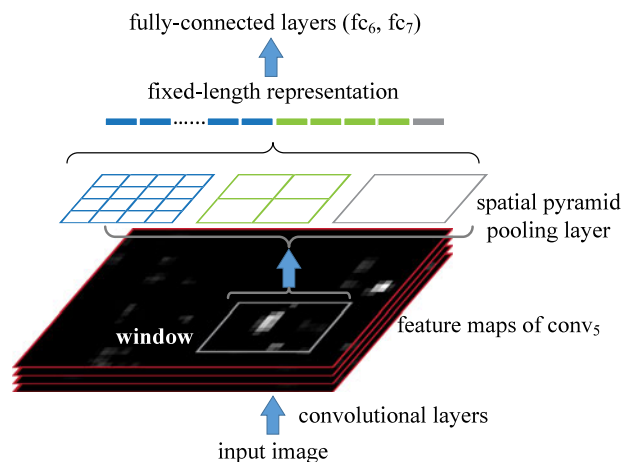 fully-connected layers (fc₆, fc₇)
fixed-length representation
......
spatial pyramid
pooling layer
window
feature maps of conv₅
convolutional layers
input image